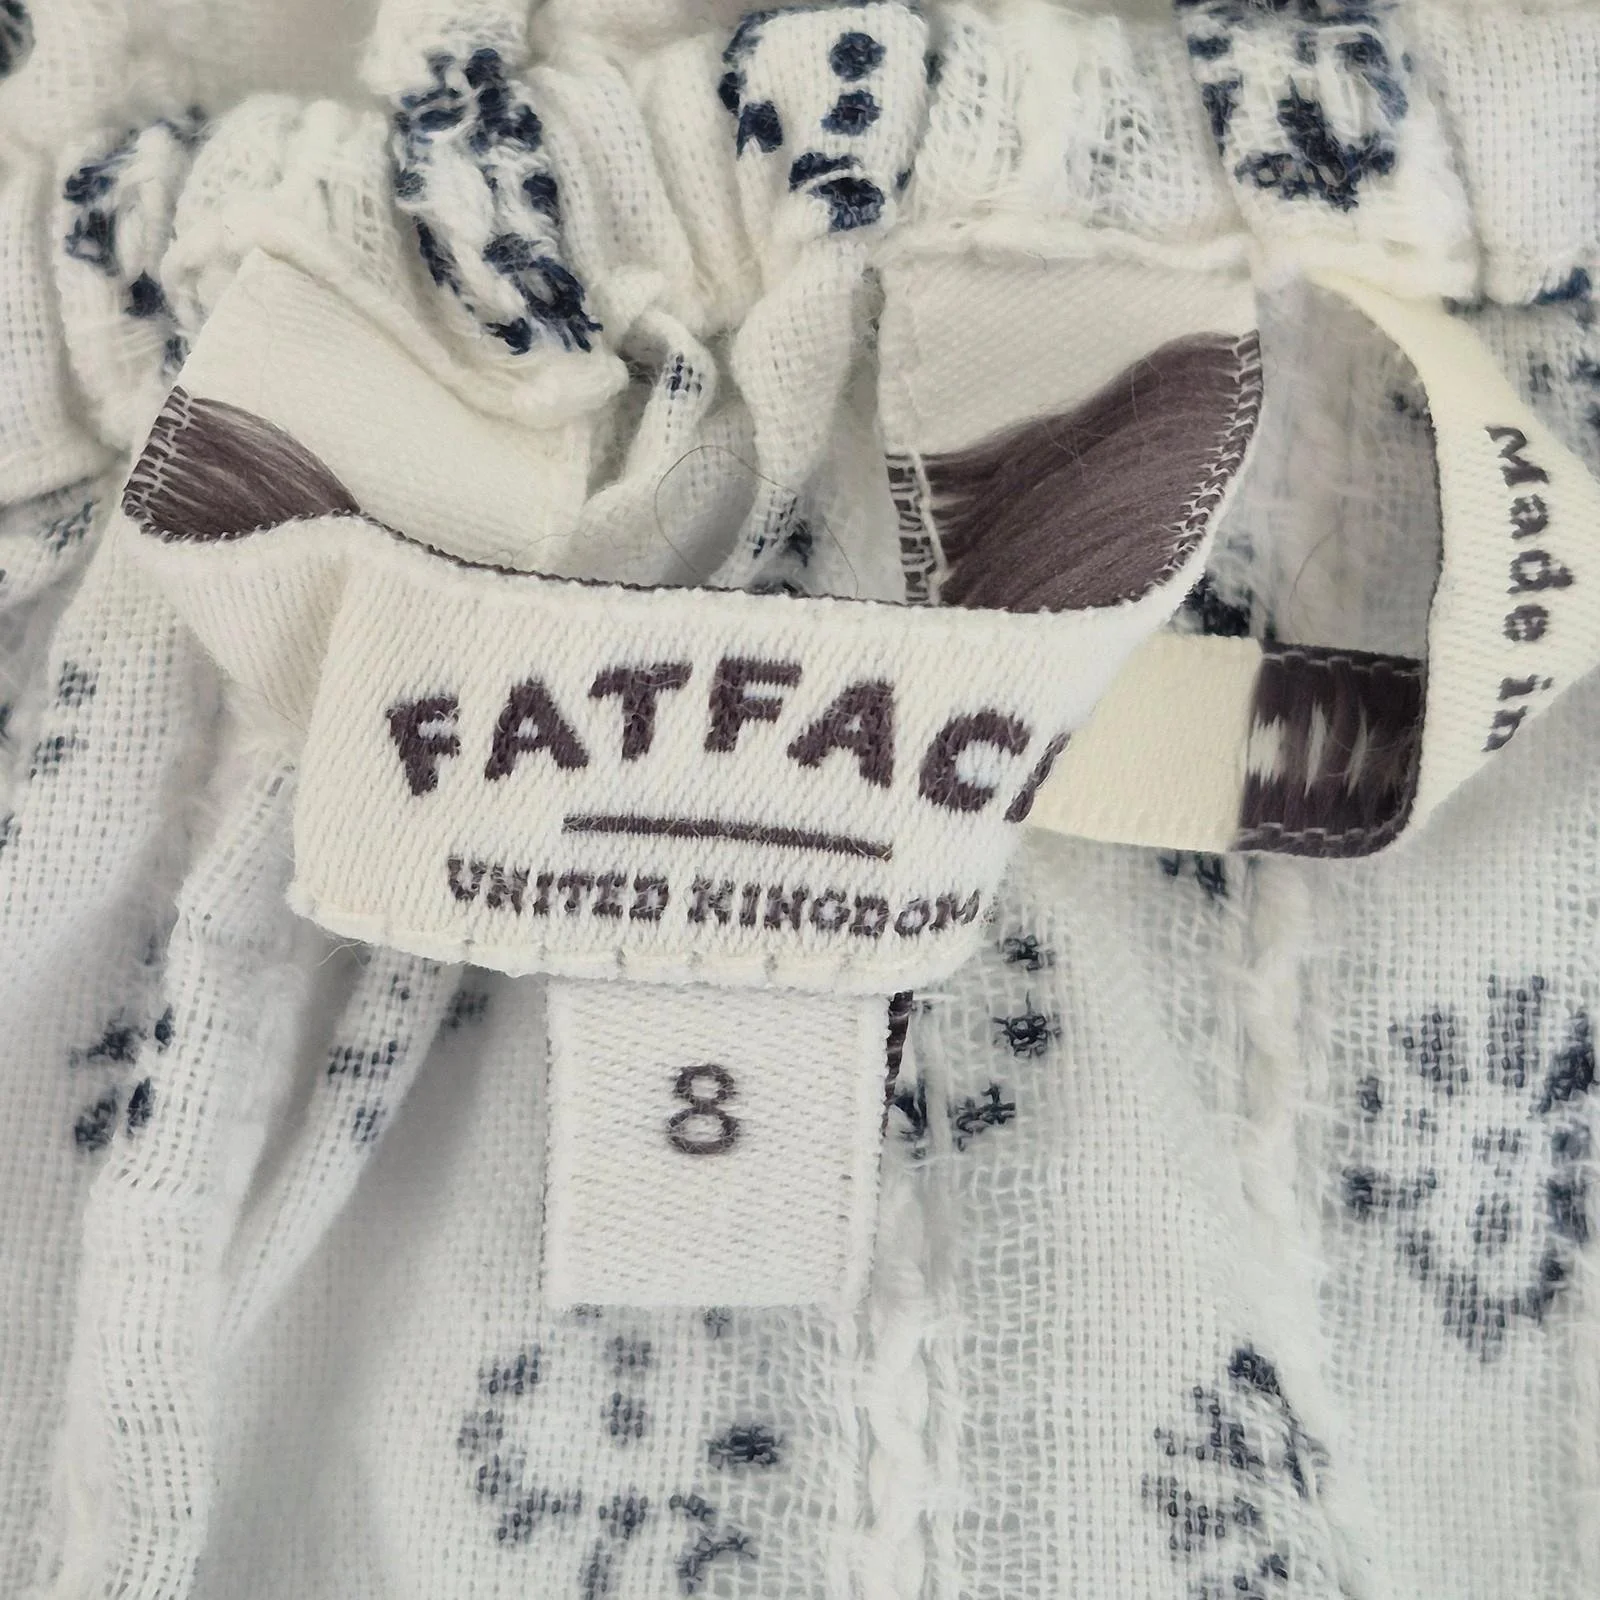 FATFAC
UNITED KINGDOM
8
Made in